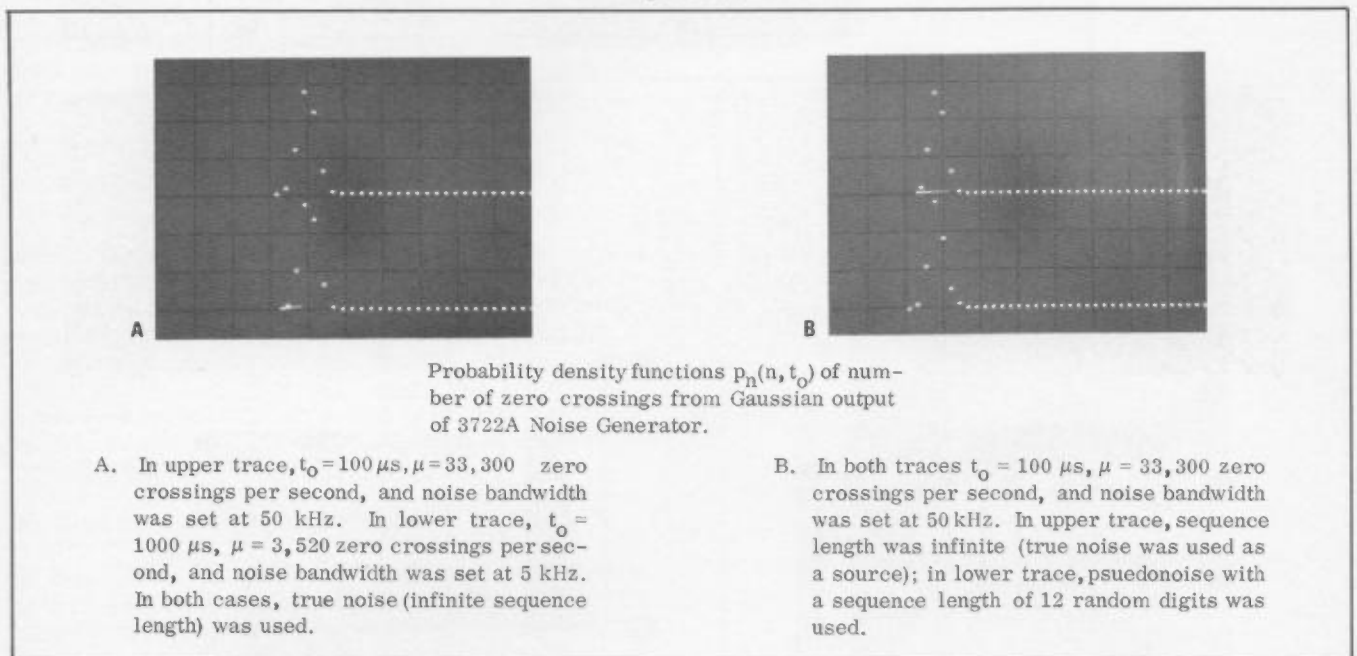 A
B
Probability density functions pn(n, to) of num-
ber of zero crossings from Gaussian output
of 3722A Noise Generator.
A. In upper trace, to = 100 μs, μ = 33, 300 zero
crossings per second, and noise bandwidth
was set at 50 kHz. In lower trace, to =
1000 μs, μ = 3, 520 zero crossings per sec-
ond, and noise bandwidth was set at 5 kHz.
In both cases, true noise (infinite sequence
length) was used.
B. In both traces to = 100 μs, μ = 33, 300 zero
crossings per second, and noise bandwidth
was set at 50 kHz. In upper trace, sequence
length was infinite (true noise was used as
a source); in lower trace, psuedonoise with
a sequence length of 12 random digits was
used.